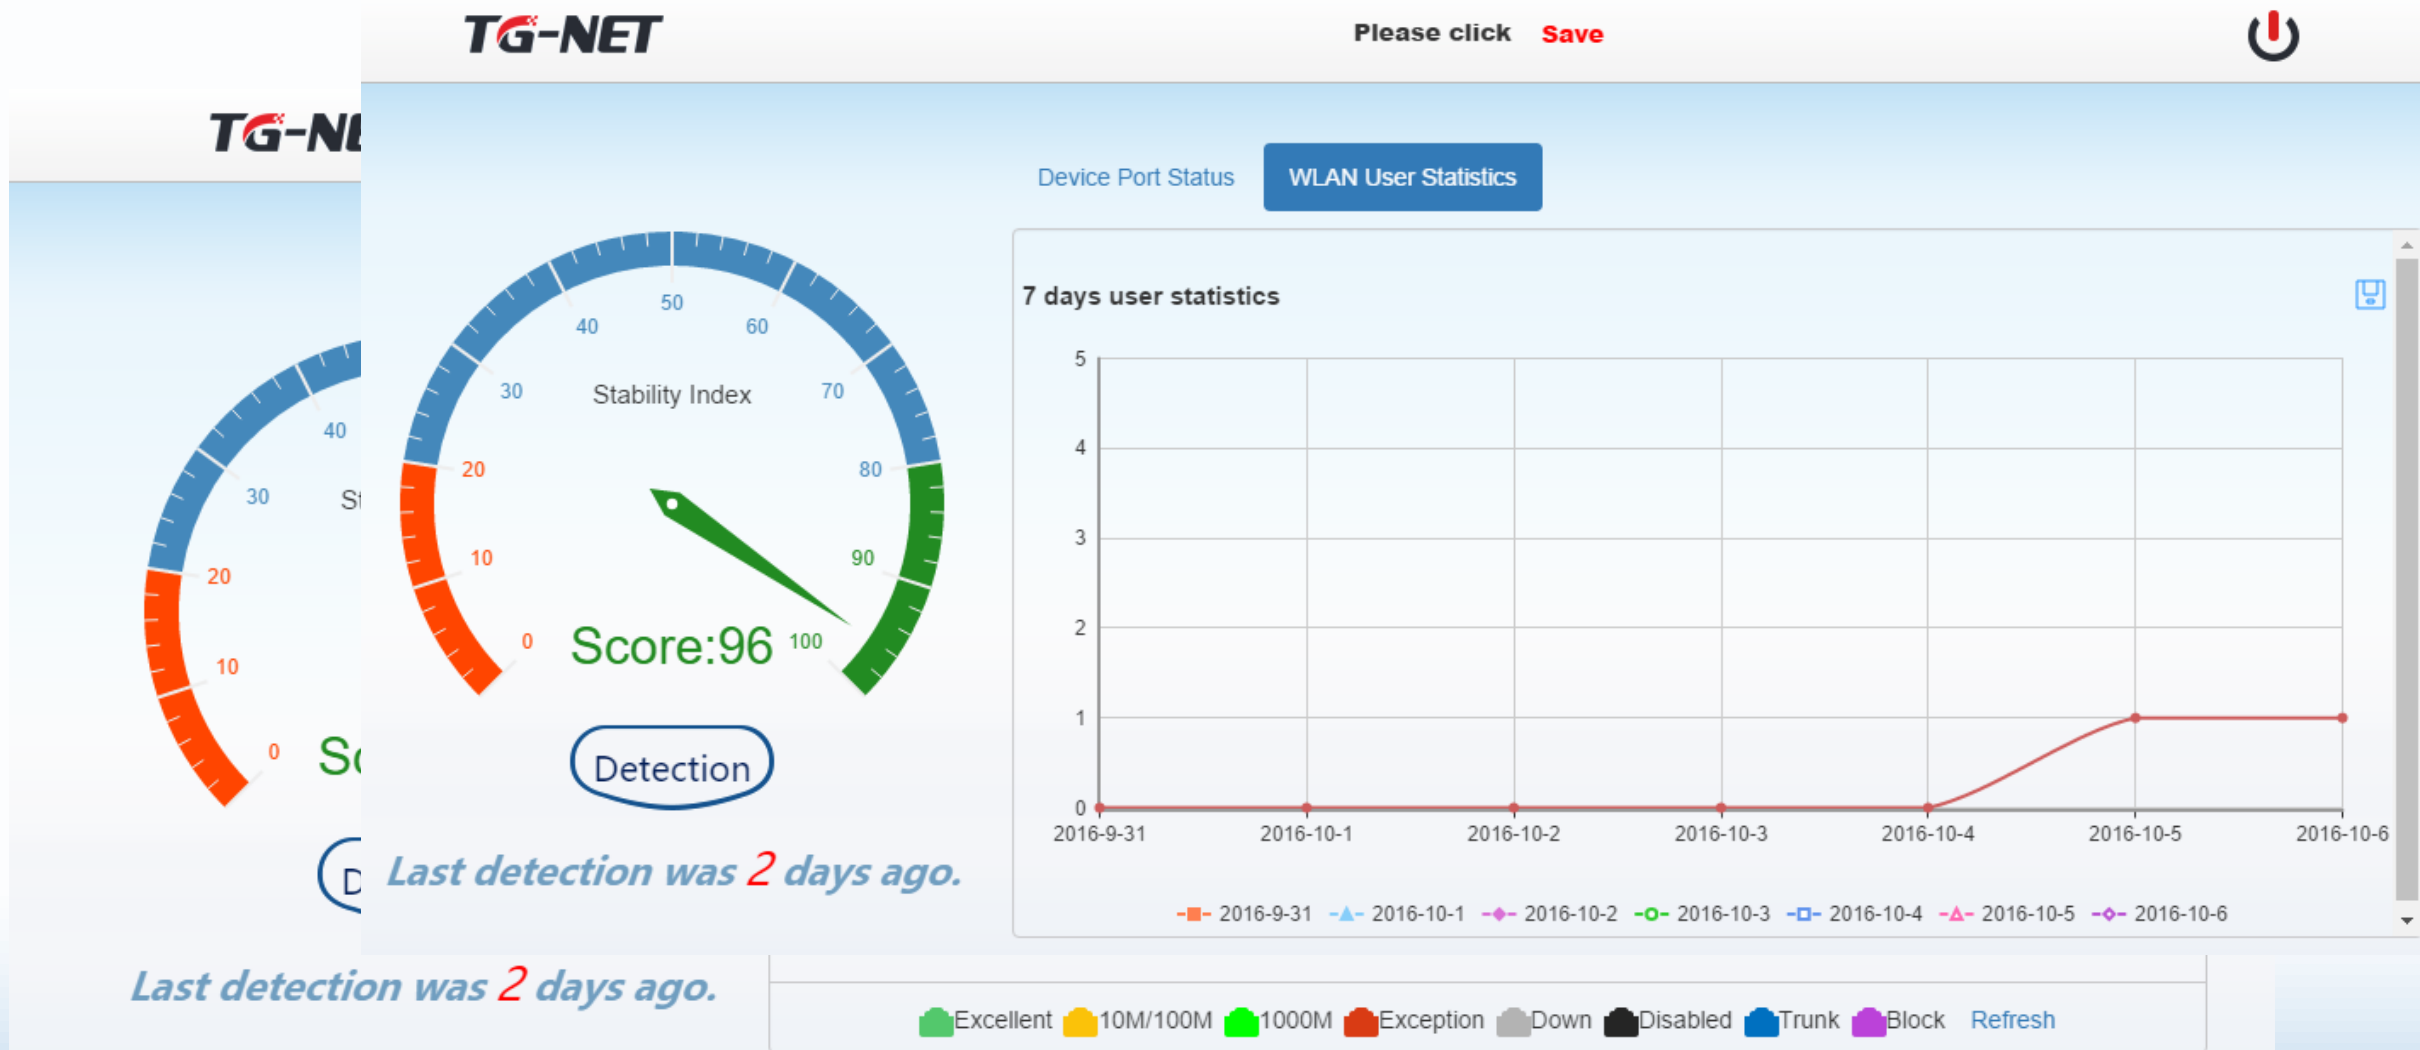 TG-NET
Please click Save
TG-NE
Device Port Status
WLAN User Statistics
7 days user statistics
50
40
60
30
Stability Index
70
20
80
10
90
0
Score:96
100
Detection
Last detection was 2 days ago.
5
4
3
2
1
0
2016-9-31 2016-10-1 2016-10-2 2016-10-3 2016-10-4 2016-10-5 2016-10-6
2016-9-31 2016-10-1 2016-10-2 2016-10-3 2016-10-4 2016-10-5 2016-10-6
40
30
St
20
10
0
Sc
D
Last detection was 2 days ago.
Excellent 10M/100M 1000M Exception Down Disabled Trunk Block Refresh